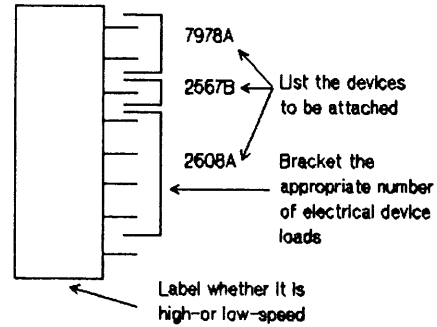 7978A
2567B
2608A
List the devices
to be attached
Bracket the
appropriate number
of electrical device
loads
Label whether it is
high-or low-speed